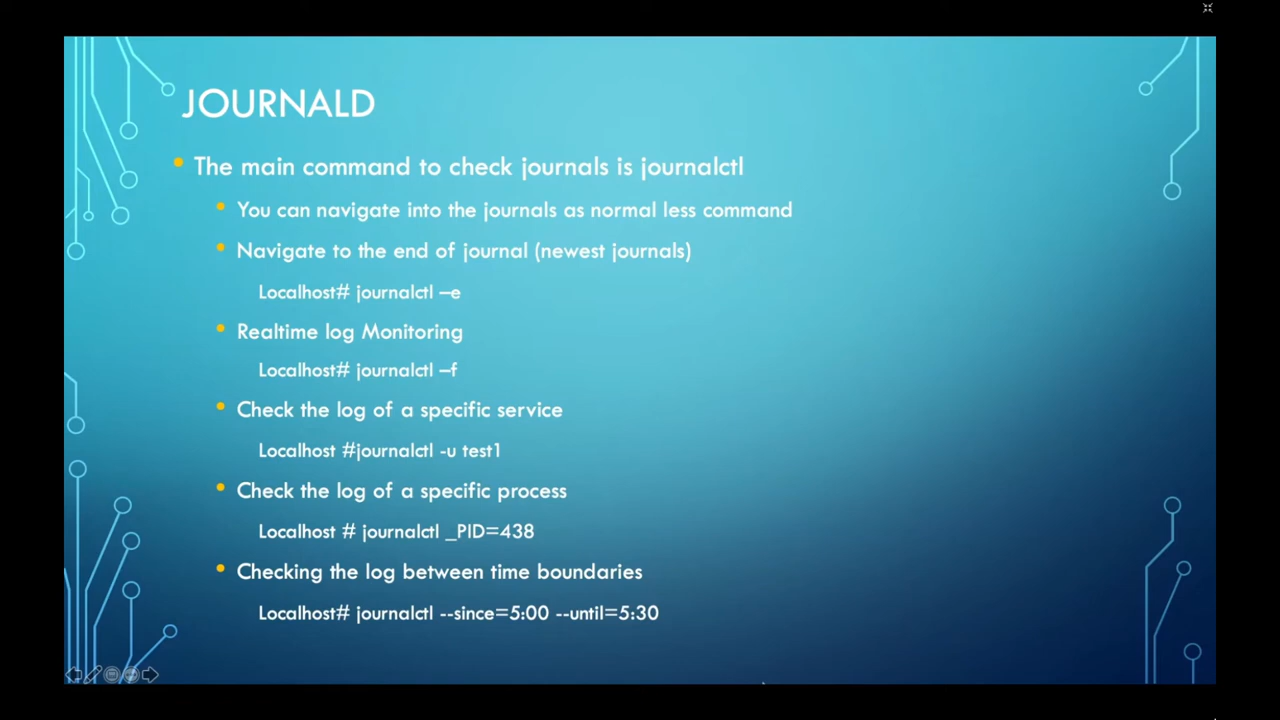 JOURNALD
• The main command to check journals is journalctl
• You can navigate into the journals as normal less command
• Navigate to the end of journal (newest journals)
Localhost# journalctl –e
• Realtime log Monitoring
Localhost# journalctl –f
• Check the log of a specific service
Localhost #journalctl -u test1
• Check the log of a specific process
Localhost # journalctl _PID=438
• Checking the log between time boundaries
Localhost# journalctl --since=5:00 --until=5:30